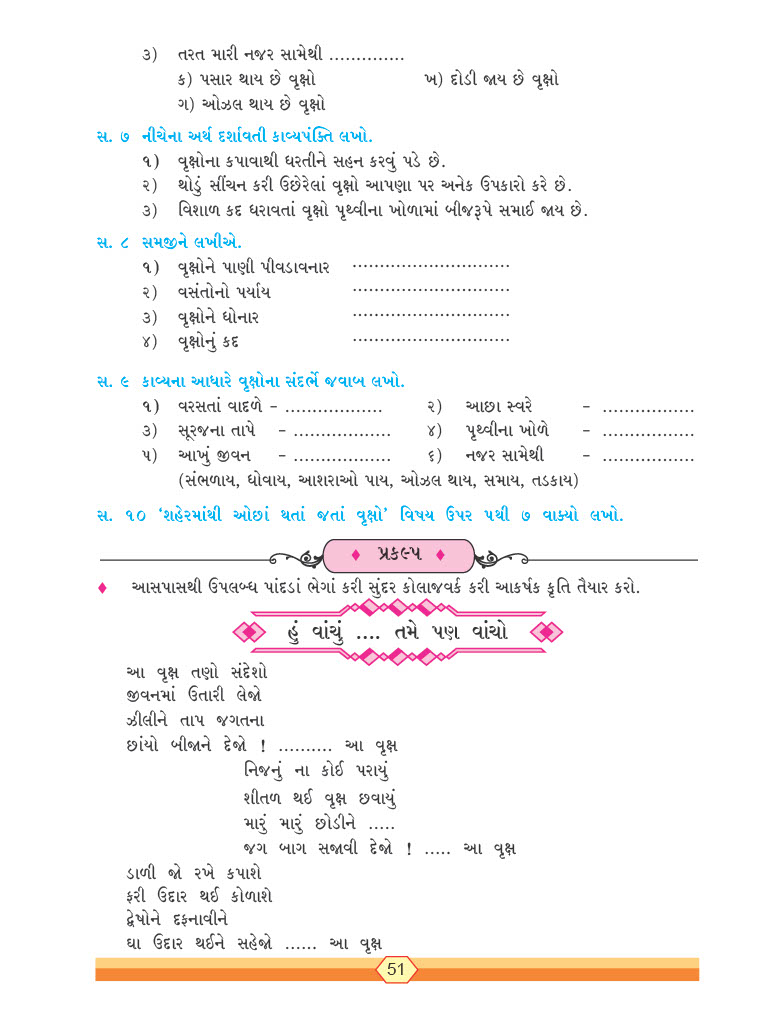 ૩) તરત મારી નજર સામેથી ..............
ક) પસાર થાય છે વૃક્ષો ખ) દોડી જાય છે વૃક્ષો
ગ) ઓઝલ થાય છે વૃક્ષો
સ. ૭ નીચેના અર્થ દર્શાવતી કાવ્યપંક્તિ લખો.
૧) વૃક્ષોના કપાવાથી ધરતીને સહન કરવું પડે છે.
૨) થોડું સીંચન કરી ઉછેરેલાં વૃક્ષો આપણા પર અનેક ઉપકારો કરે છે.
૩) વિશાળ કદ ધરાવતાં વૃક્ષો પૃથ્વીના ખોળામાં બીજરૂપે સમાઈ જાય છે.
સ. ૮ સમજીને લખીએ.
૧) વૃક્ષોને પાણી પીવડાવનાર .............................
૨) વસંતોનો પર્યાય .............................
૩) વૃક્ષોને ધોનાર .............................
૪) વૃક્ષોનું કદ .............................
સ. ૯ કાવ્યના આધારે વૃક્ષોના સંદર્ભે જવાબ લખો.
૧) વરસતાં વાદળે – .................. ૨) આછા સ્વરે – .................
૩) સૂરજના તાપે – .................. ૪) પૃથ્વીના ખોળે – .................
૫) આખું જીવન – .................. ૬) નજર સામેથી – .................
(સંભળાય, ધોવાય, આશરાઓ પાય, ઓઝલ થાય, સમાય, તડકાય)
સ. ૧૦ ‘શહેરમાંથી ઓછાં થતાં જતાં વૃક્ષો’ વિષય ઉપર ૫થી ૭ વાક્યો લખો.
♦ પ્રકલ્પ ♦
♦ આસપાસથી ઉપલબ્ધ પાંદડાં ભેગાં કરી સુંદર કોલાજવર્ક કરી આકર્ષક કૃતિ તૈયાર કરો.
હું વાંચું .... તમે પણ વાંચો
આ વૃક્ષ તણો સંદેશો
જીવનમાં ઉતારી લેજો
ઝીલીને તાપ જગતના
છાંયો બીજાને દેજો ! .......... આ વૃક્ષ
નિજનું ના કોઈ પરાયું
શીતળ થઈ વૃક્ષ છવાયું
મારું મારું છોડીને .....
જગ બાગ સજાવી દેજો ! ..... આ વૃક્ષ
ડાળી જો રખે કપાશે
ફરી ઉદાર થઈ કોળાશે
દ્વેષોને દફનાવીને
ઘા ઉદાર થઈને સહેજો ...... આ વૃક્ષ
51